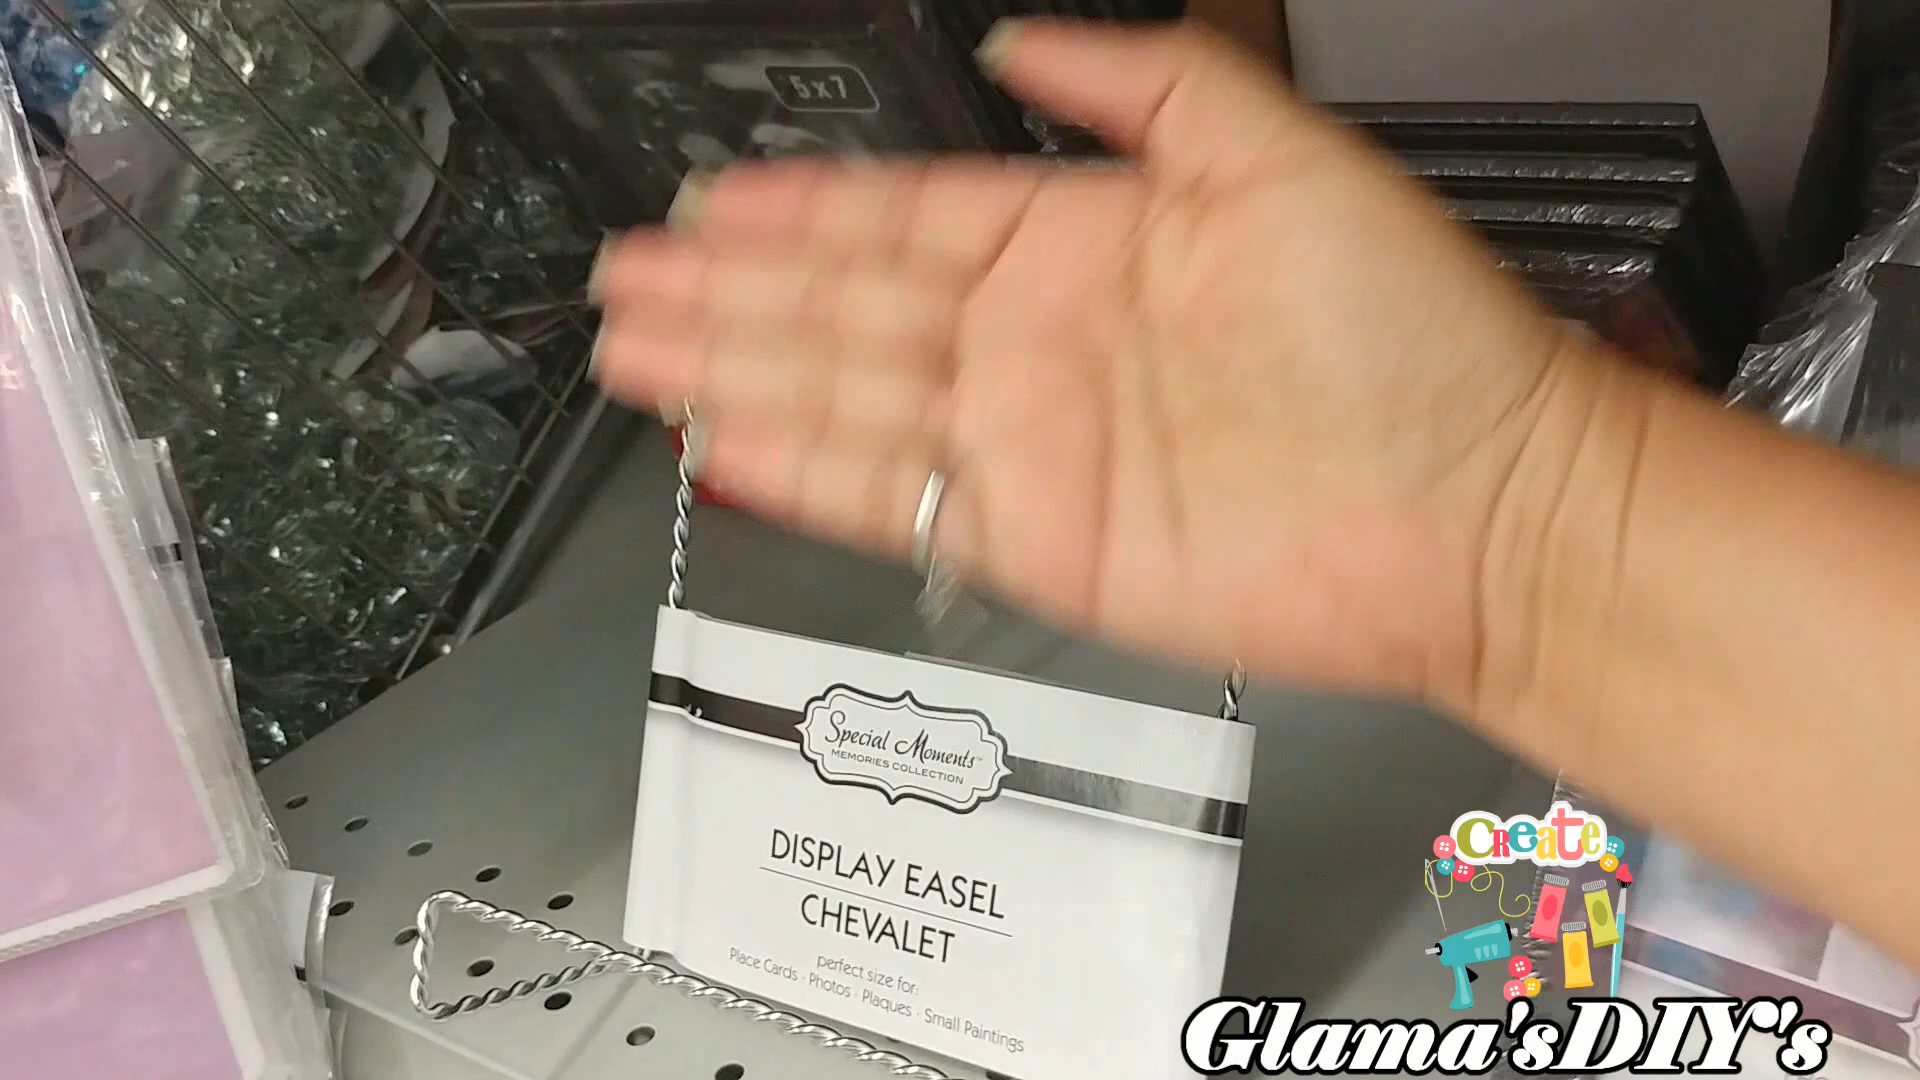 5x7
Special Moments™
MEMORIES COLLECTION
DISPLAY EASEL
CHEVALET
perfect size for:
Place Cards · Photos · Plaques · Small Paintings
Create
Glama'sDIY's